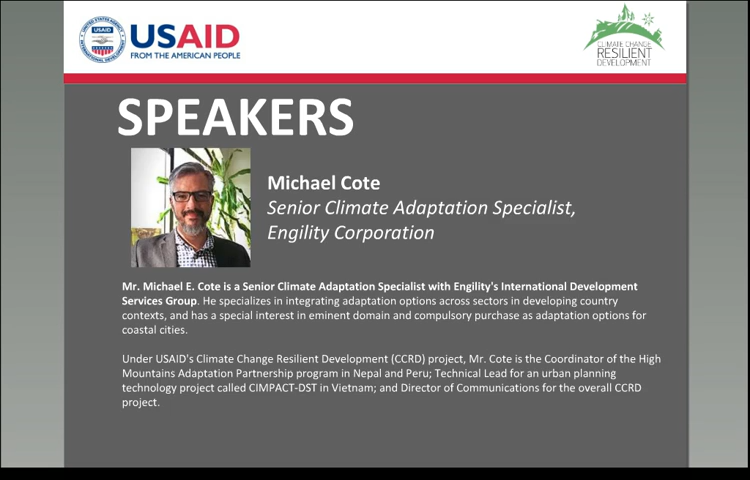 USAID
USAID
FROM THE AMERICAN PEOPLE
CLIMATE CHANGE
RESILIENT
DEVELOPMENT
SPEAKERS
Michael Cote
Senior Climate Adaptation Specialist,
Engility Corporation
Mr. Michael E. Cote is a Senior Climate Adaptation Specialist with Engility's International Development
Services Group. He specializes in integrating adaptation options across sectors in developing country
contexts, and has a special interest in eminent domain and compulsory purchase as adaptation options for
coastal cities.
Under USAID's Climate Change Resilient Development (CCRD) project, Mr. Cote is the Coordinator of the High
Mountains Adaptation Partnership program in Nepal and Peru; Technical Lead for an urban planning
technology project called CIMPACT-DST in Vietnam; and Director of Communications for the overall CCRD
project.